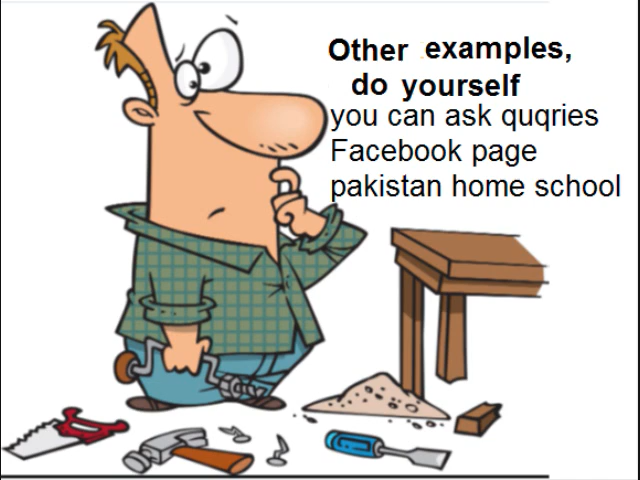 Other examples,
do yourself
you can ask quqries
Facebook page
pakistan home school